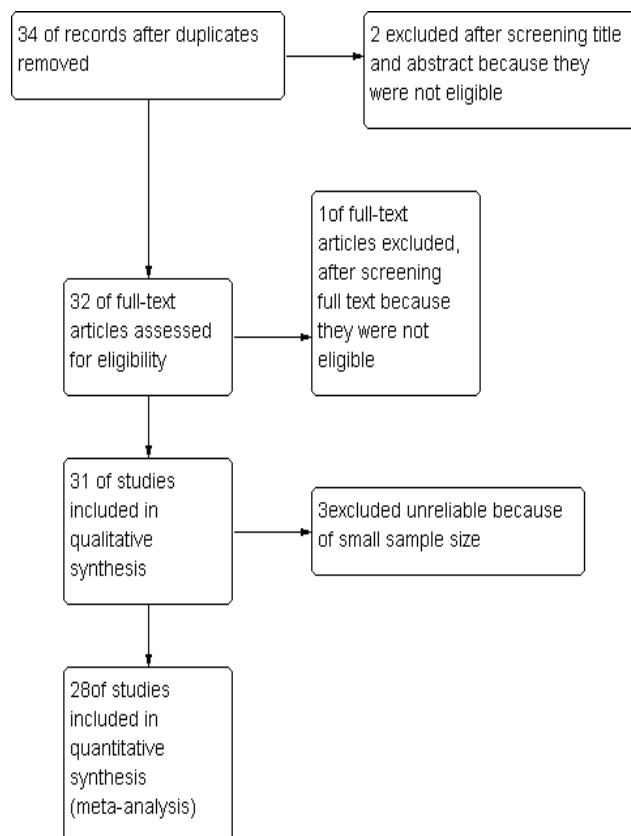 34 of records after duplicates
removed
2 excluded after screening title
and abstract because they
were not eligible
1of full-text
articles excluded,
after screening
full text because
they were not
eligible
32 of full-text
articles assessed
for eligibility
31 of studies
included in
qualitative
synthesis
3excluded unreliable because
of small sample size
28of studies
included in
quantitative
synthesis
(meta-analysis)